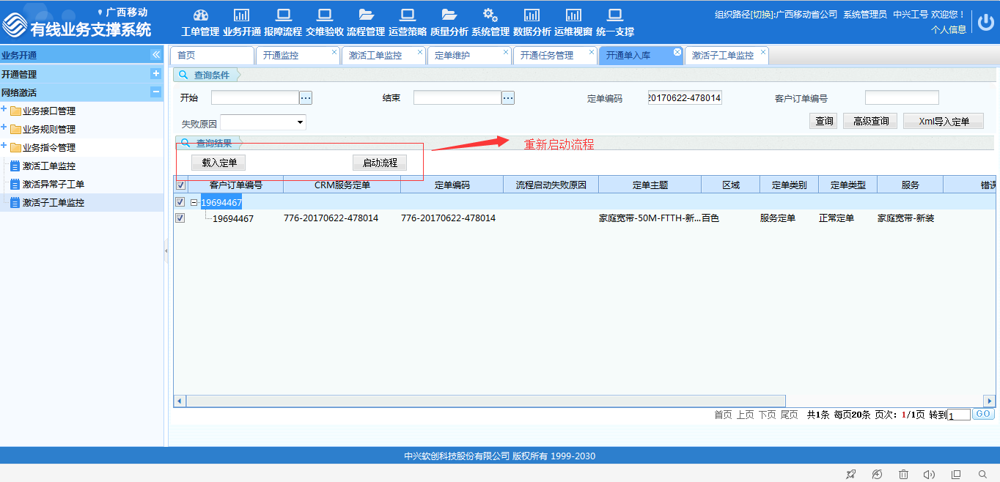 广西移动
有线业务支撑系统
工单管理 业务开通 报障流程 交维验收 流程管理 运营策略 质量分析 系统管理 数据分析 运维视窗 统一支撑
组织路径[切换]:广西移动省公司 系统管理员 中兴工号 欢迎您！
个人信息
业务开通
开通管理
网络激活
业务接口管理
业务规则管理
业务指令管理
激活工单监控
激活异常子工单
激活子工单监控
首页 开通监控 激活工单监控 定单维护 开通任务管理 开通单入库 激活子工单监控
查询条件
开始 结束 定单编码 20170622-478014 客户订单编号
失败原因 查询 高级查询 Xml导入定单
查询结果
重新启动流程
载入定单 启动流程
客户订单编号 CRM服务定单 定单编码 流程启动失败原因 定单主题 区域 定单类别 定单类型 服务 错误
19694467
19694467 776-20170622-478014 776-20170622-478014 家庭宽带-50M-FTTH-新...百色 服务定单 正常定单 家庭宽带-新装
首页 上页 下页 尾页 共1条 每页20条 页次：1/1页 转到 1 GO
中兴软创科技股份有限公司 版权所有 1999-2030